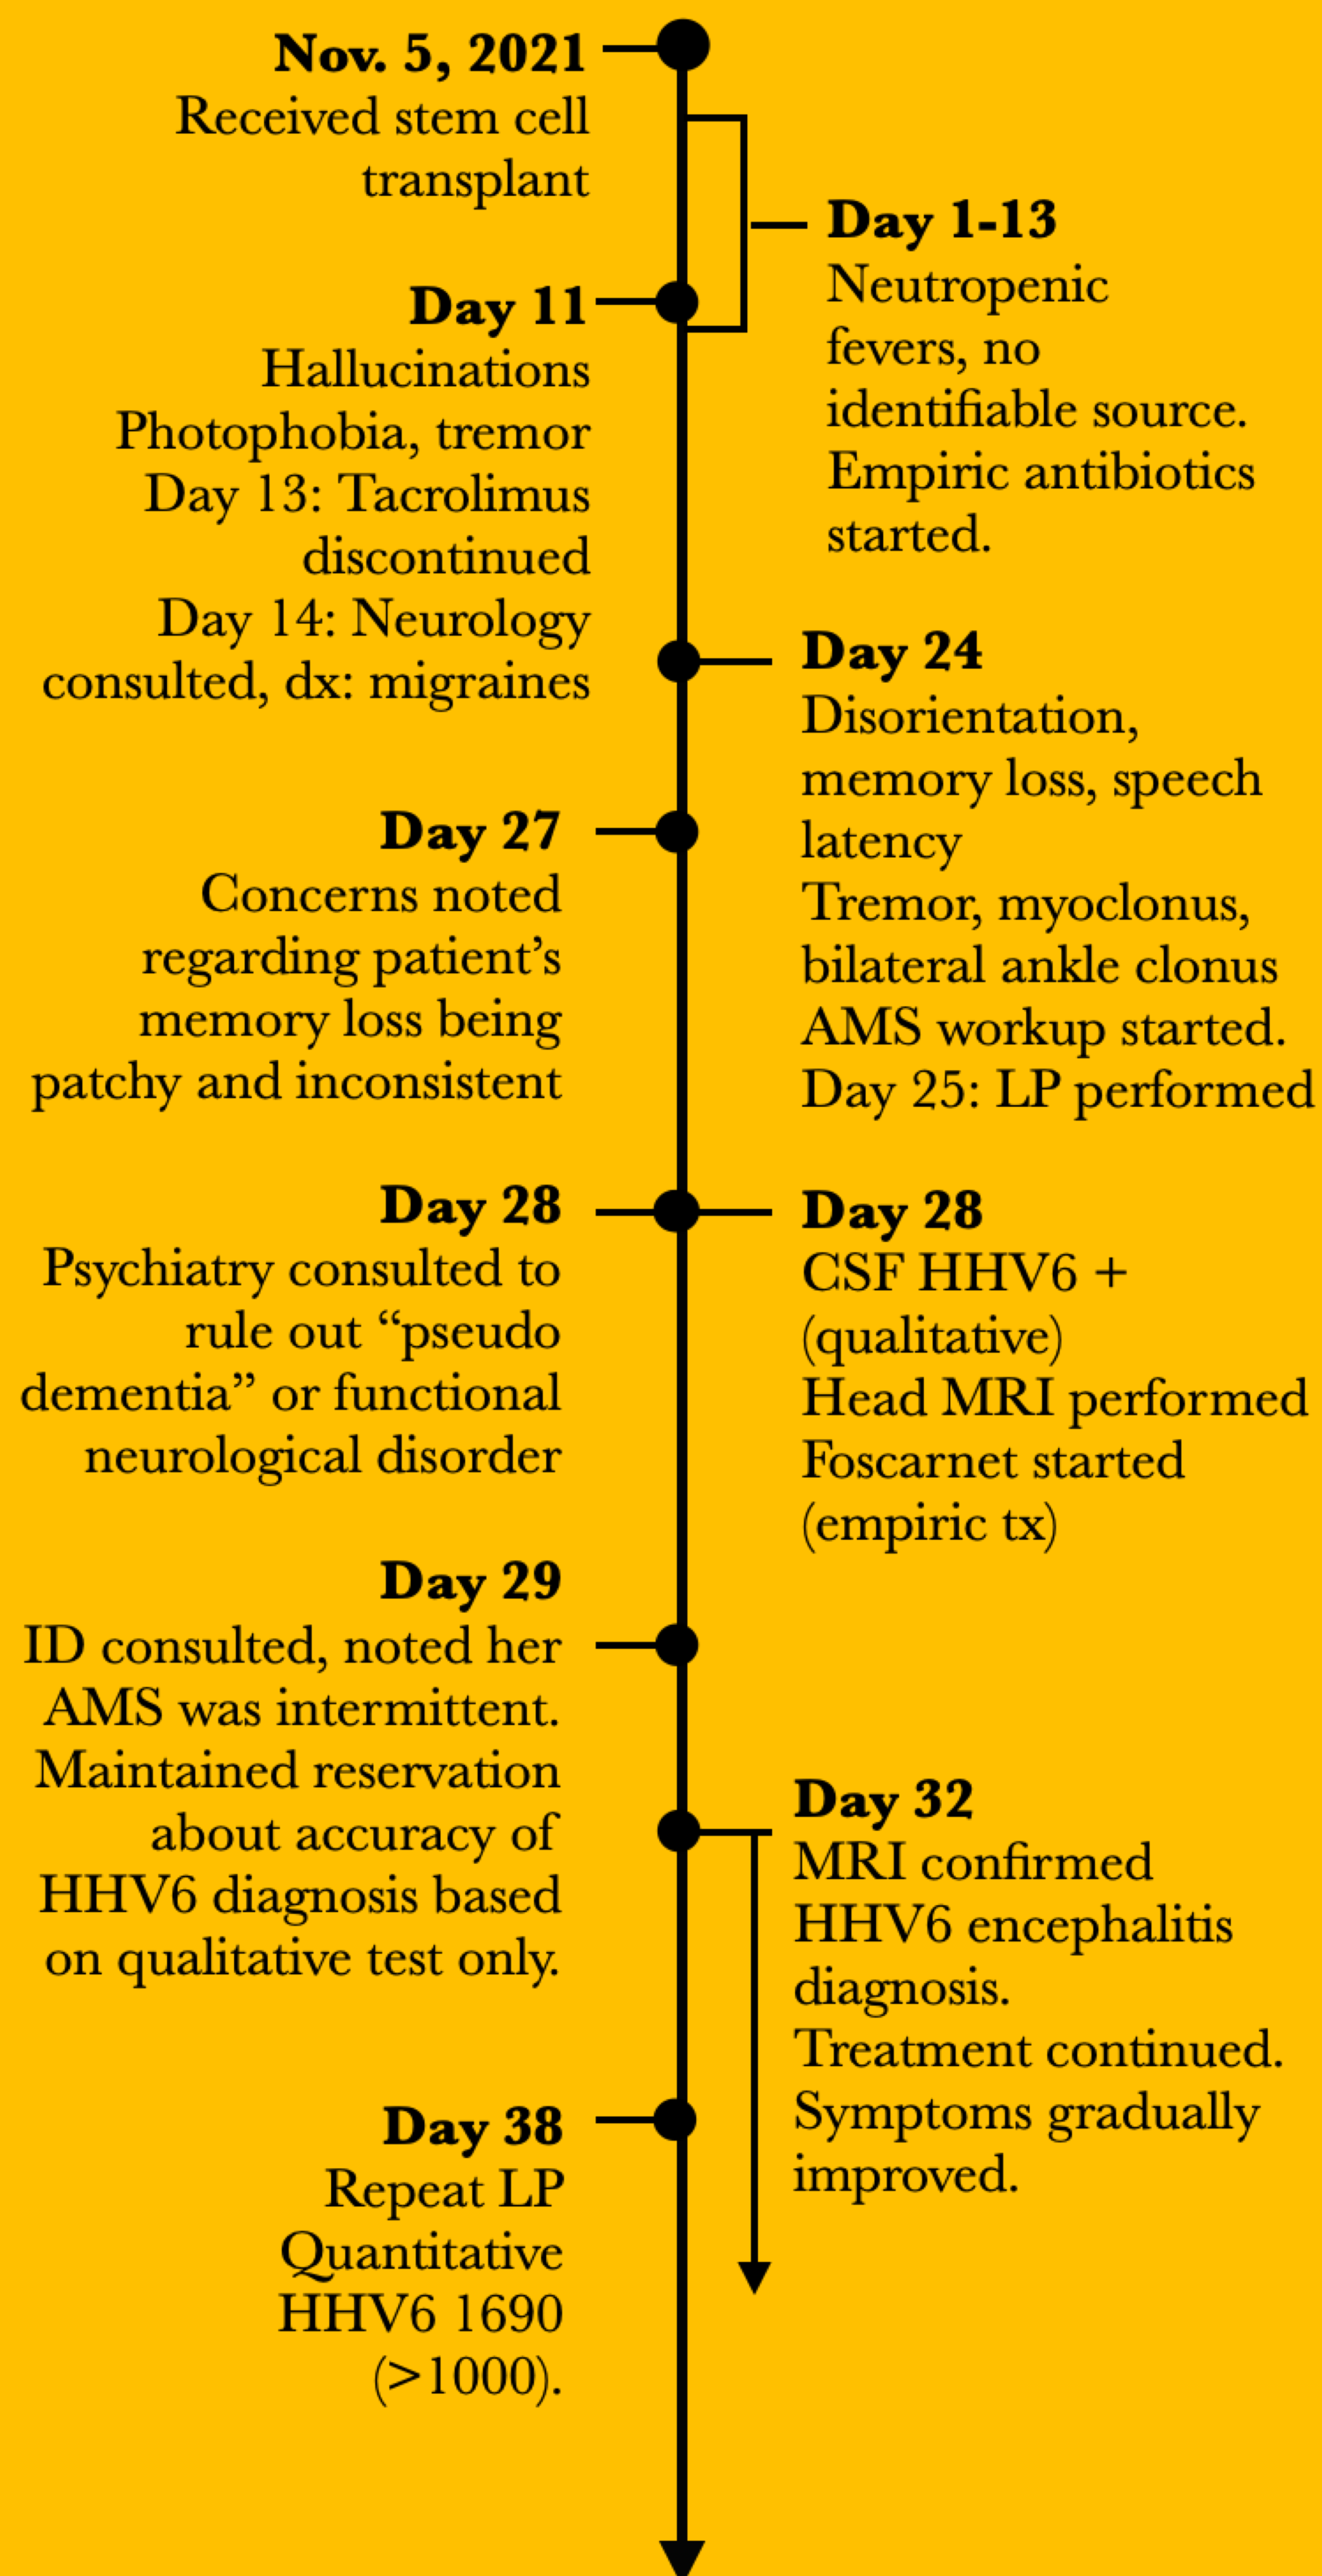 Nov. 5, 2021
Received stem cell
transplant
Day 1-13
Neutropenic
fevers, no
identifiable source.
Empiric antibiotics
started.
Day 11
Hallucinations
Photophobia, tremor
Day 13: Tacrolimus
discontinued
Day 14: Neurology
consulted, dx: migraines
Day 24
Disorientation,
memory loss, speech
latency
Tremor, myoclonus,
bilateral ankle clonus
AMS workup started.
Day 25: LP performed
Day 27
Concerns noted
regarding patient’s
memory loss being
patchy and inconsistent
Day 28
Psychiatry consulted to
rule out “pseudo
dementia” or functional
neurological disorder
Day 28
CSF HHV6 +
(qualitative)
Head MRI performed
Foscarnet started
(empiric tx)
Day 29
ID consulted, noted her
AMS was intermittent.
Maintained reservation
about accuracy of
HHV6 diagnosis based
on qualitative test only.
Day 32
MRI confirmed
HHV6 encephalitis
diagnosis.
Treatment continued.
Symptoms gradually
improved.
Day 38
Repeat LP
Quantitative
HHV6 1690
(>1000).